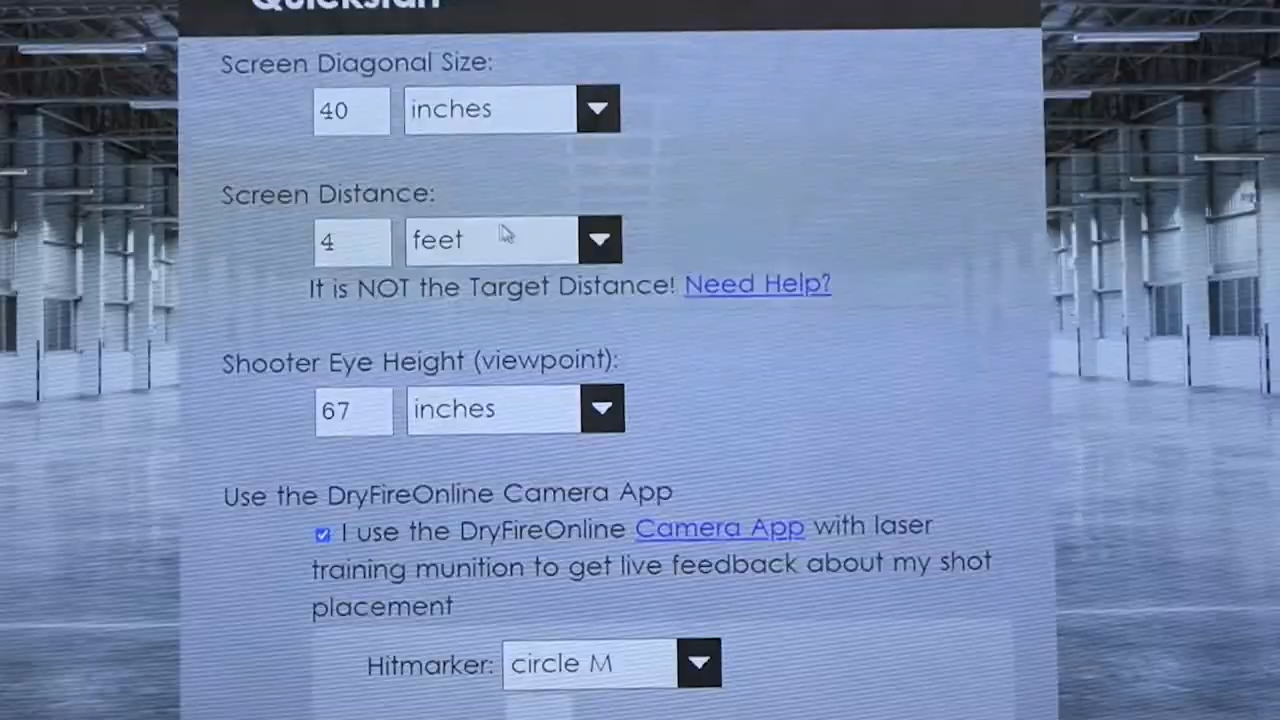 Quickstart
Screen Diagonal Size:
40 inches
Screen Distance:
4 feet
It is NOT the Target Distance! Need Help?
Shooter Eye Height (viewpoint):
67 inches
Use the DryFireOnline Camera App
I use the DryFireOnline Camera App with laser
training munition to get live feedback about my shot
placement
Hitmarker: circle M